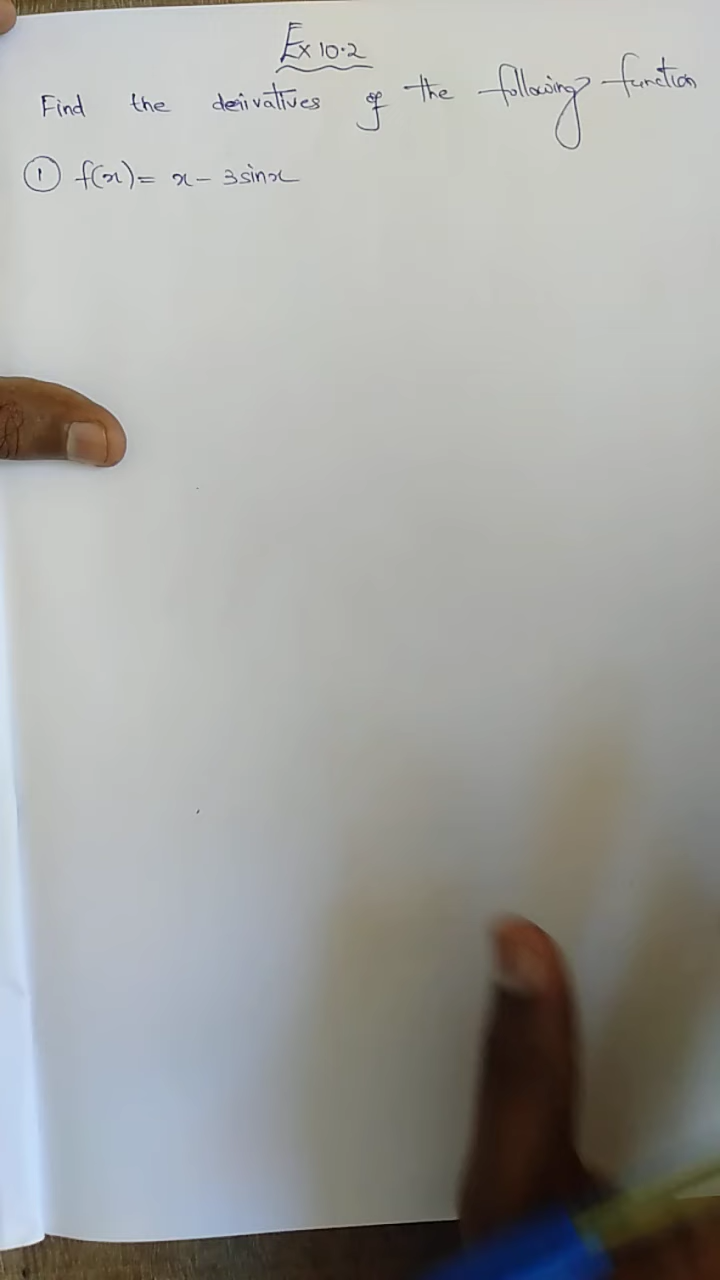 Ex 10.2
Find the derivatives of the following function
① f(x) = x - 3sinx